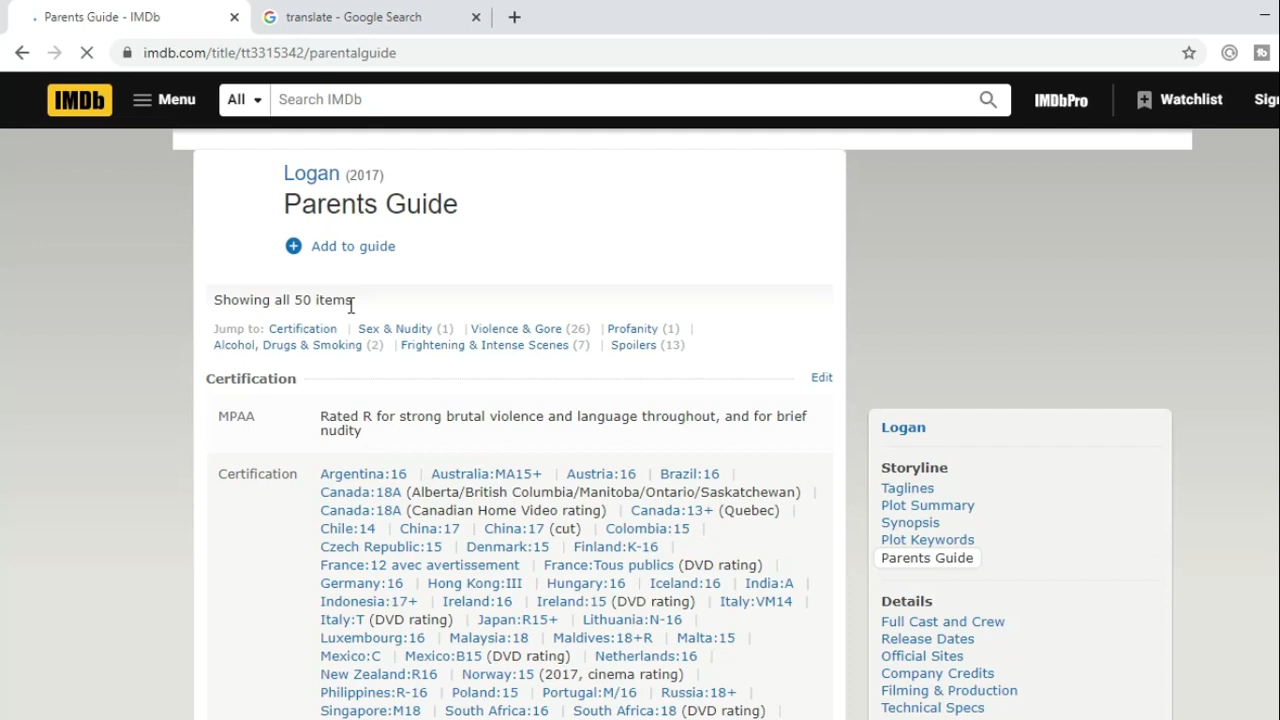 Parents Guide - IMDb
translate - Google Search
imdb.com/title/tt3315342/parentalguide
IMDb
Menu
All
Search IMDb
IMDbPro
Watchlist
Sig
Logan (2017)
Parents Guide
Add to guide
Showing all 50 items
Jump to: Certification | Sex & Nudity (1) | Violence & Gore (26) | Profanity (1) |
Alcohol, Drugs & Smoking (2) | Frightening & Intense Scenes (7) | Spoilers (13)
Certification
Edit
MPAA
Rated R for strong brutal violence and language throughout, and for brief
nudity
Certification
Argentina:16 | Australia:MA15+ | Austria:16 | Brazil:16 |
Canada:18A (Alberta/British Columbia/Manitoba/Ontario/Saskatchewan) |
Canada:18A (Canadian Home Video rating) | Canada:13+ (Quebec) |
Chile:14 | China:17 | China:17 (cut) | Colombia:15 |
Czech Republic:15 | Denmark:15 | Finland:K-16 |
France:12 avec avertissement | France:Tous publics (DVD rating) |
Germany:16 | Hong Kong:III | Hungary:16 | Iceland:16 | India:A |
Indonesia:17+ | Ireland:16 | Ireland:15 (DVD rating) | Italy:VM14 |
Italy:T (DVD rating) | Japan:R15+ | Lithuania:N-16 |
Luxembourg:16 | Malaysia:18 | Maldives:18+R | Malta:15 |
Mexico:C | Mexico:B15 (DVD rating) | Netherlands:16 |
New Zealand:R16 | Norway:15 (2017, cinema rating) |
Philippines:R-16 | Poland:15 | Portugal:M/16 | Russia:18+ |
Singapore:M18 | South Africa:16 | South Africa:18 (DVD rating) |
Logan
Storyline
Taglines
Plot Summary
Synopsis
Plot Keywords
Parents Guide
Details
Full Cast and Crew
Release Dates
Official Sites
Company Credits
Filming & Production
Technical Specs